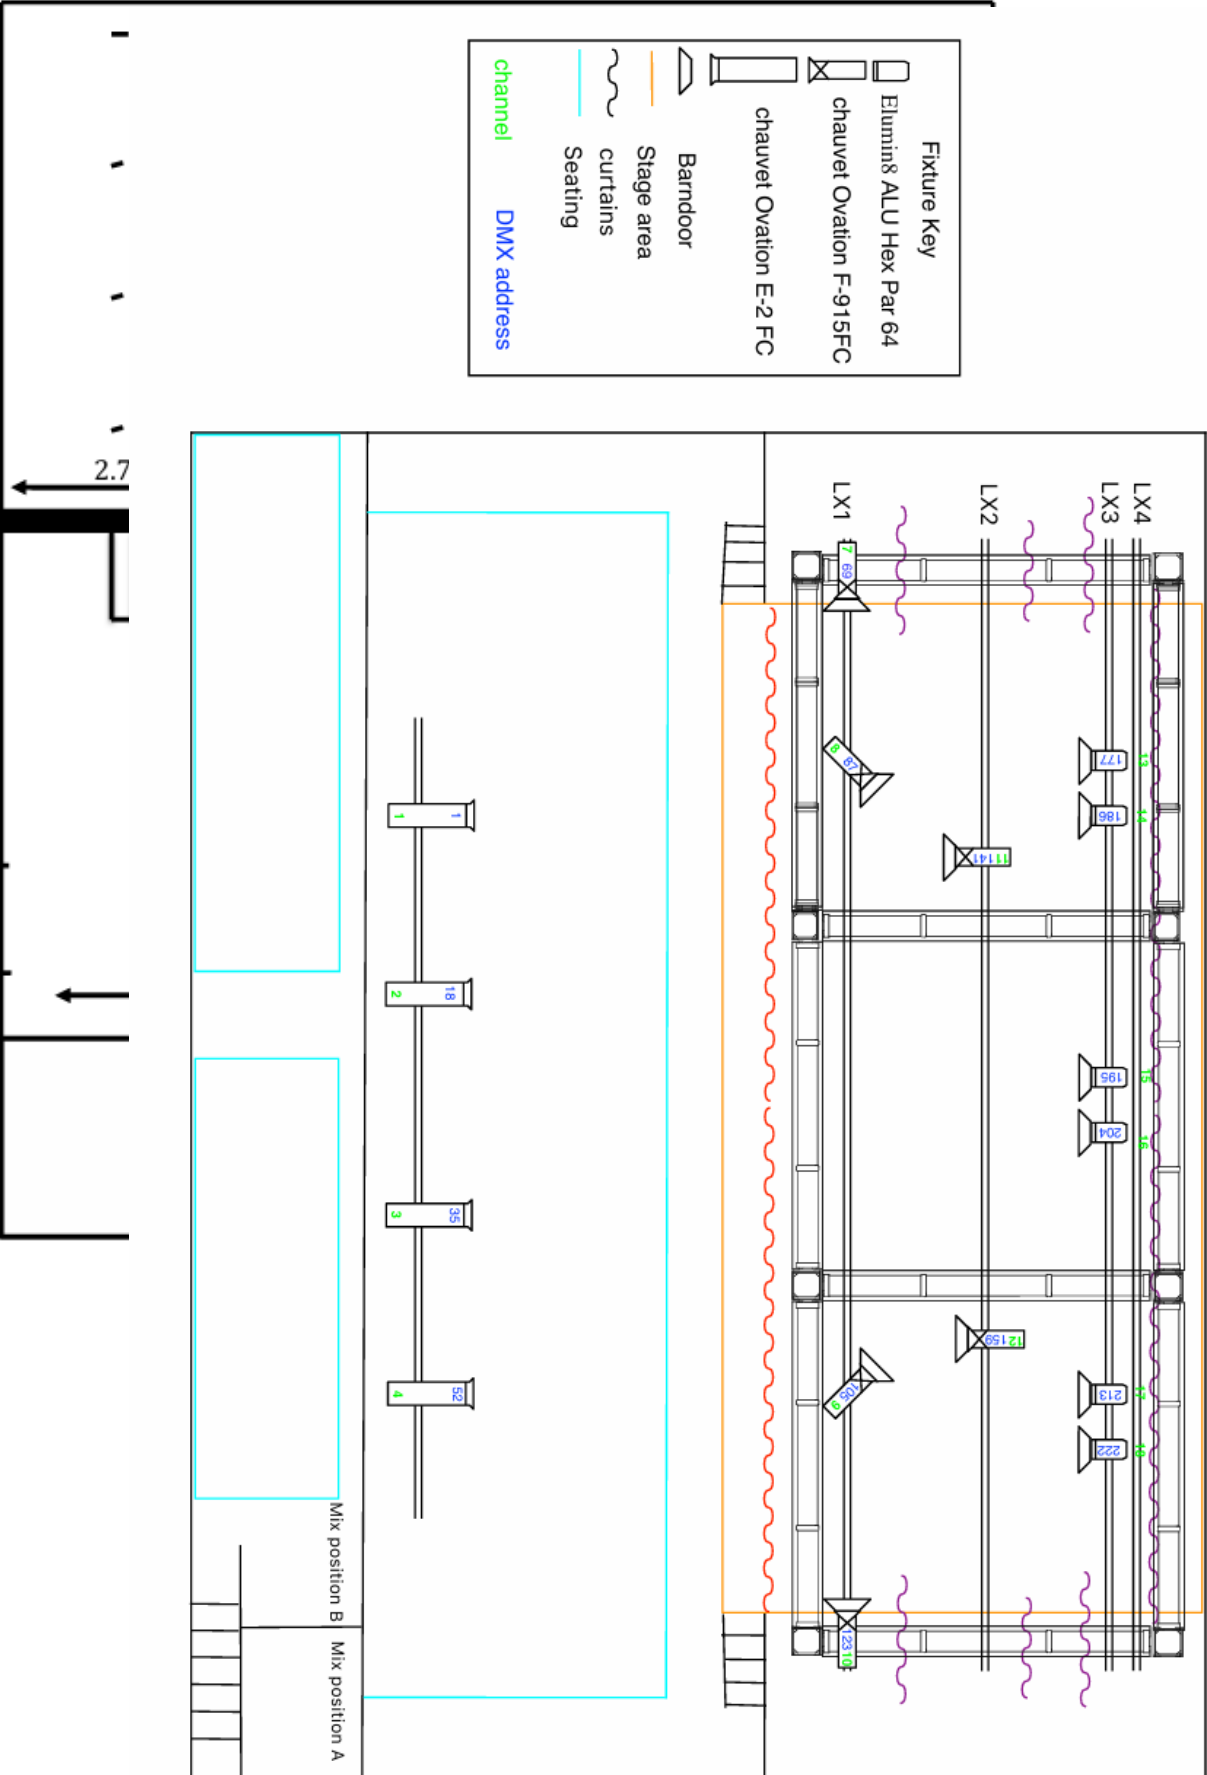 Fixture Key
Elumin8 ALU Hex Par 64
chauvet Ovation F-915FC
chauvet Ovation E-2 FC
Barndoor
Stage area
curtains
Seating
channel DMX address
2.7
LX4
LX3
LX2
LX1
13 14 15 16 17 18
177 186 195 204 213 222
11 141
12 159
7 69
8 87
9 105
10 123
1 1
2 18
3 35
4 52
Mix position B
Mix position A